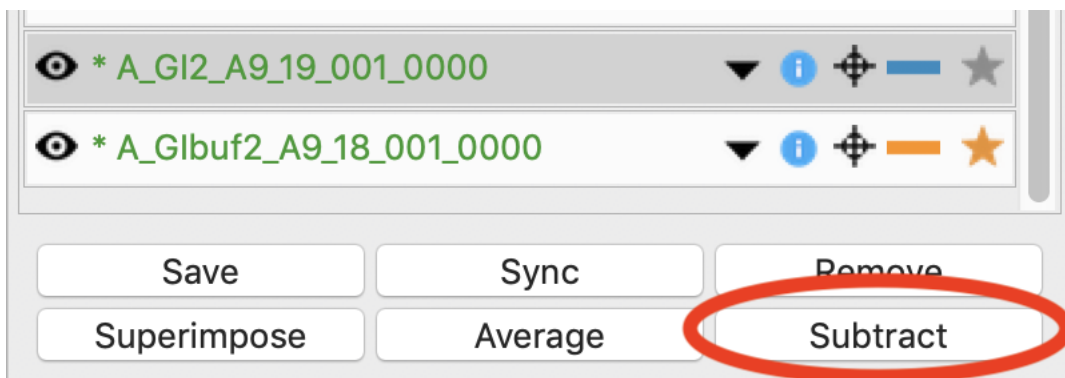 * A_GI2_A9_19_001_0000
* A_GIbuf2_A9_18_001_0000
Save Sync Remove
Superimpose Average Subtract